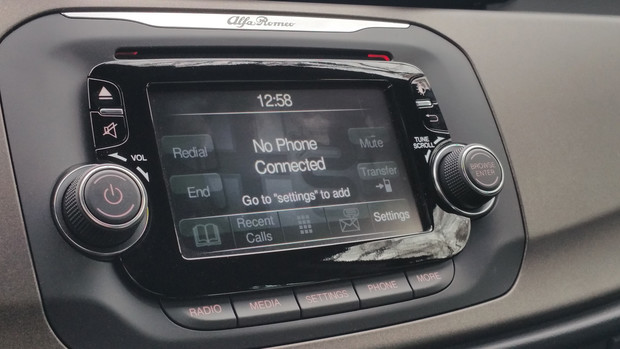 Alfa Romeo
12:58
Redial
No Phone
Connected
Mute
End
Transfer
Go to "settings" to add
Recent
Calls
Settings
VOL
TUNE
SCROLL
BROWSE
ENTER
RADIO
MEDIA
SETTINGS
PHONE
MORE